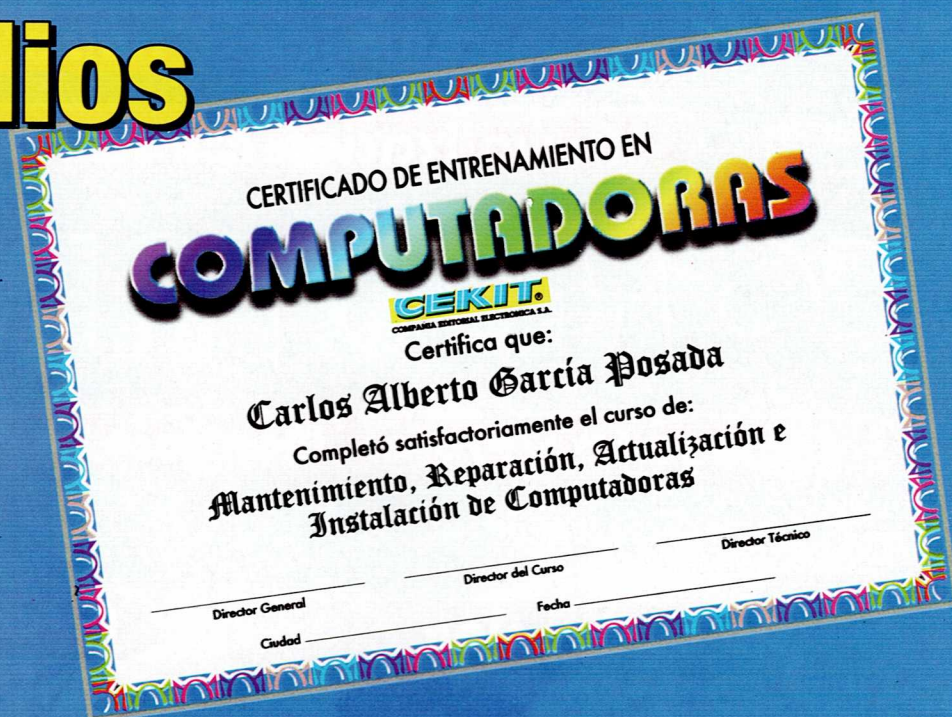 CERTIFICADO DE ENTRENAMIENTO EN
COMPUTADORAS
CEKIT®
COMPAÑIA EDITORIAL ELECTRONICA S.A.
Certifica que:
Carlos Alberto García Posada
Completó satisfactoriamente el curso de:
Mantenimiento, Reparación, Actualización e
Instalación de Computadoras
Director General
Director del Curso
Director Técnico
Ciudad
Fecha